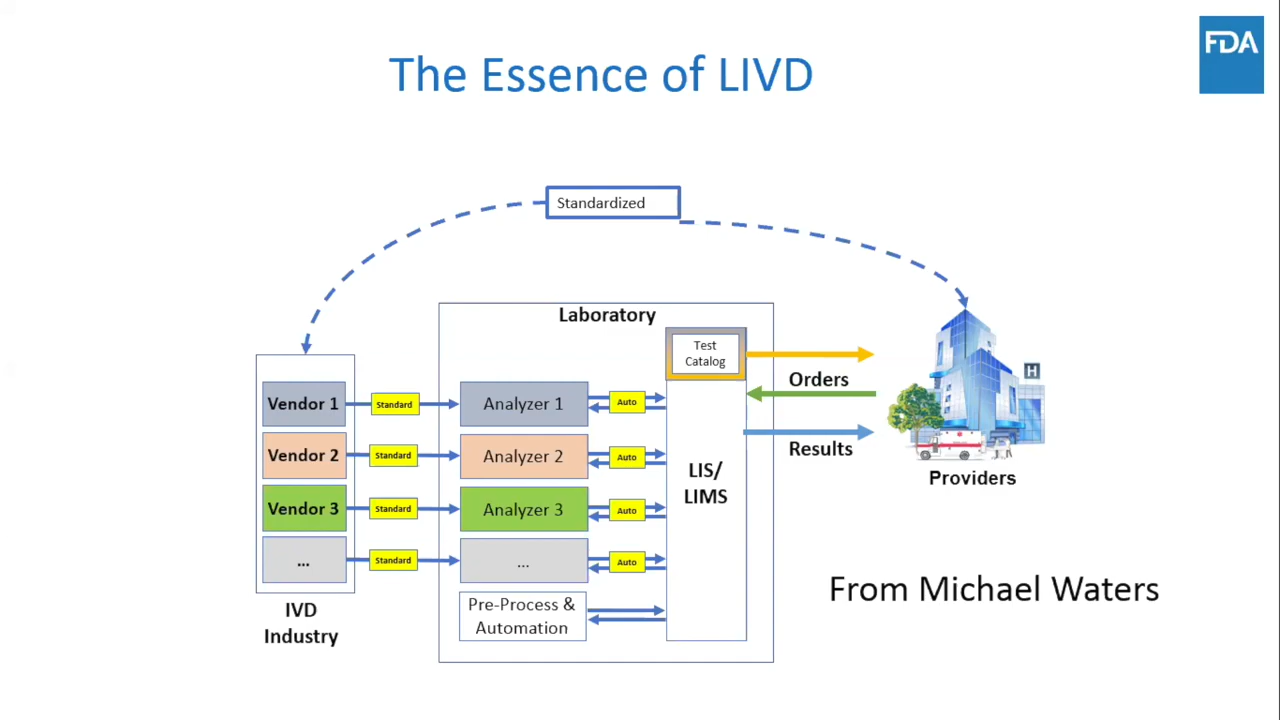 FDA
The Essence of LIVD
Standardized
Laboratory
Test
Catalog
Orders
Results
H
Providers
Vendor 1
Standard
Analyzer 1
Auto
Vendor 2
Standard
Analyzer 2
Auto
LIS/
LIMS
Vendor 3
Standard
Analyzer 3
Auto
...
Standard
...
Auto
Pre-Process &
Automation
IVD
Industry
From Michael Waters